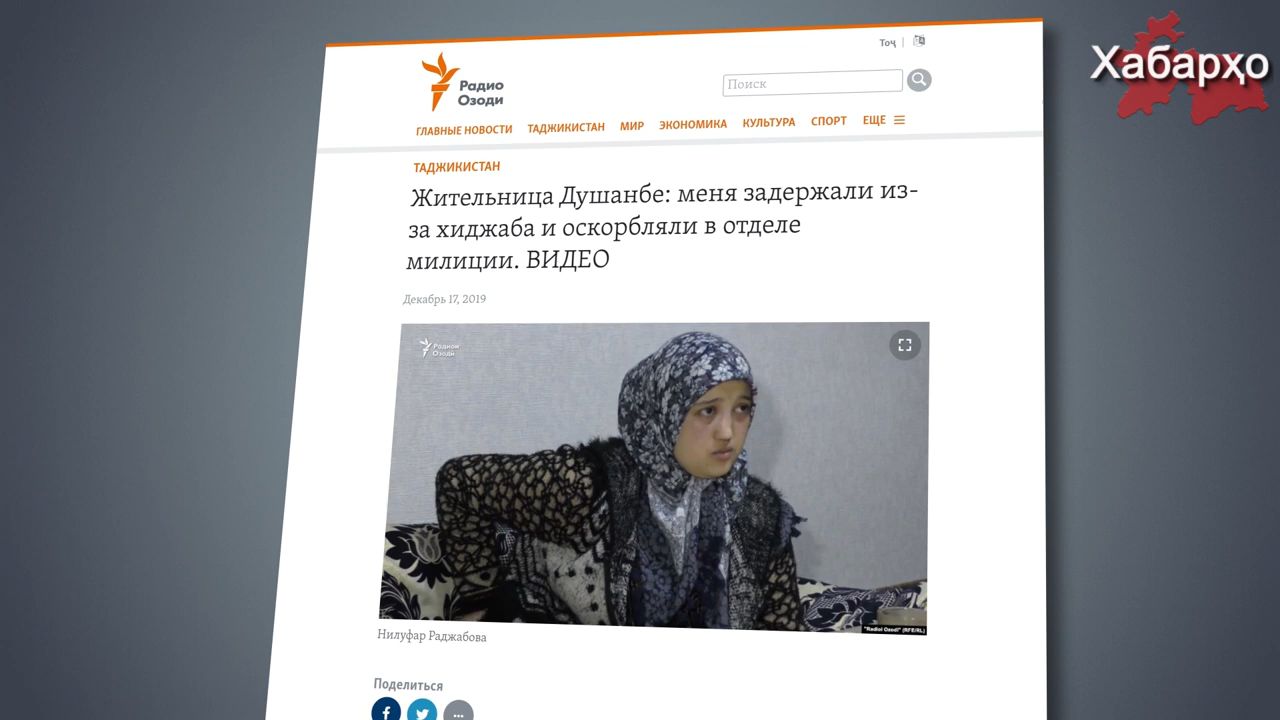 Хабарҳо
Тоҷ
Радио
Озоди
Поиск
ГЛАВНЫЕ НОВОСТИ ТАДЖИКИСТАН МИР ЭКОНОМИКА КУЛЬТУРА СПОРТ ЕЩЕ
ТАДЖИКИСТАН
Жительница Душанбе: меня задержали из-
за хиджаба и оскорбляли в отделе
милиции. ВИДЕО
Декабрь 17, 2019
Радиои
Озодӣ
"Radioi Ozodi" (RFE/RL)
Нилуфар Раджабова
Поделиться